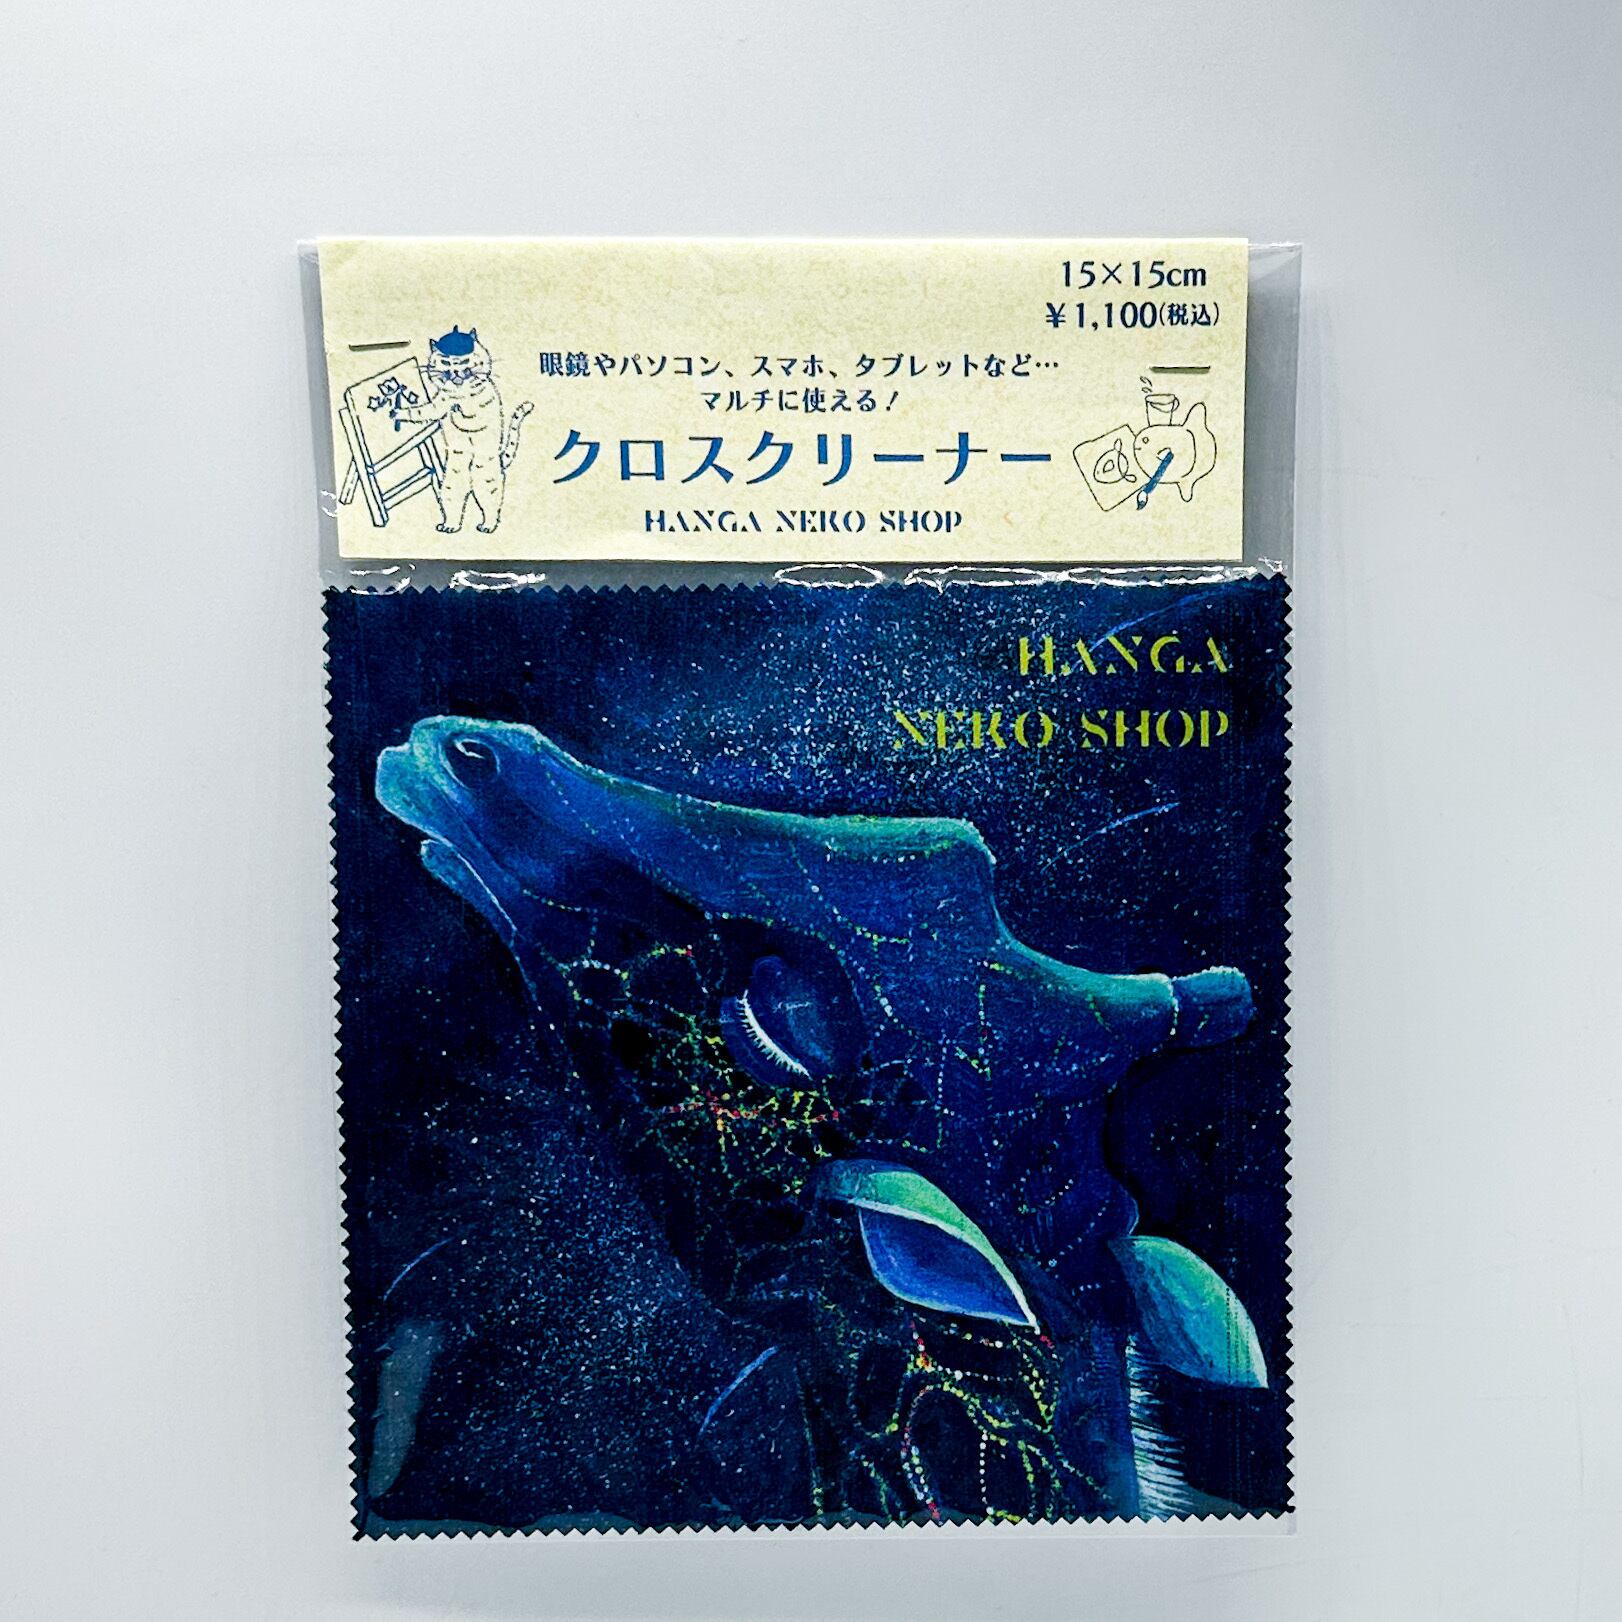 15×15cm
¥1,100(税込)
眼鏡やパソコン、スマホ、タブレットなど…
マルチに使える!
クロスクリーナー
HANGA NEKO SHOP
HANGA
NEKO SHOP